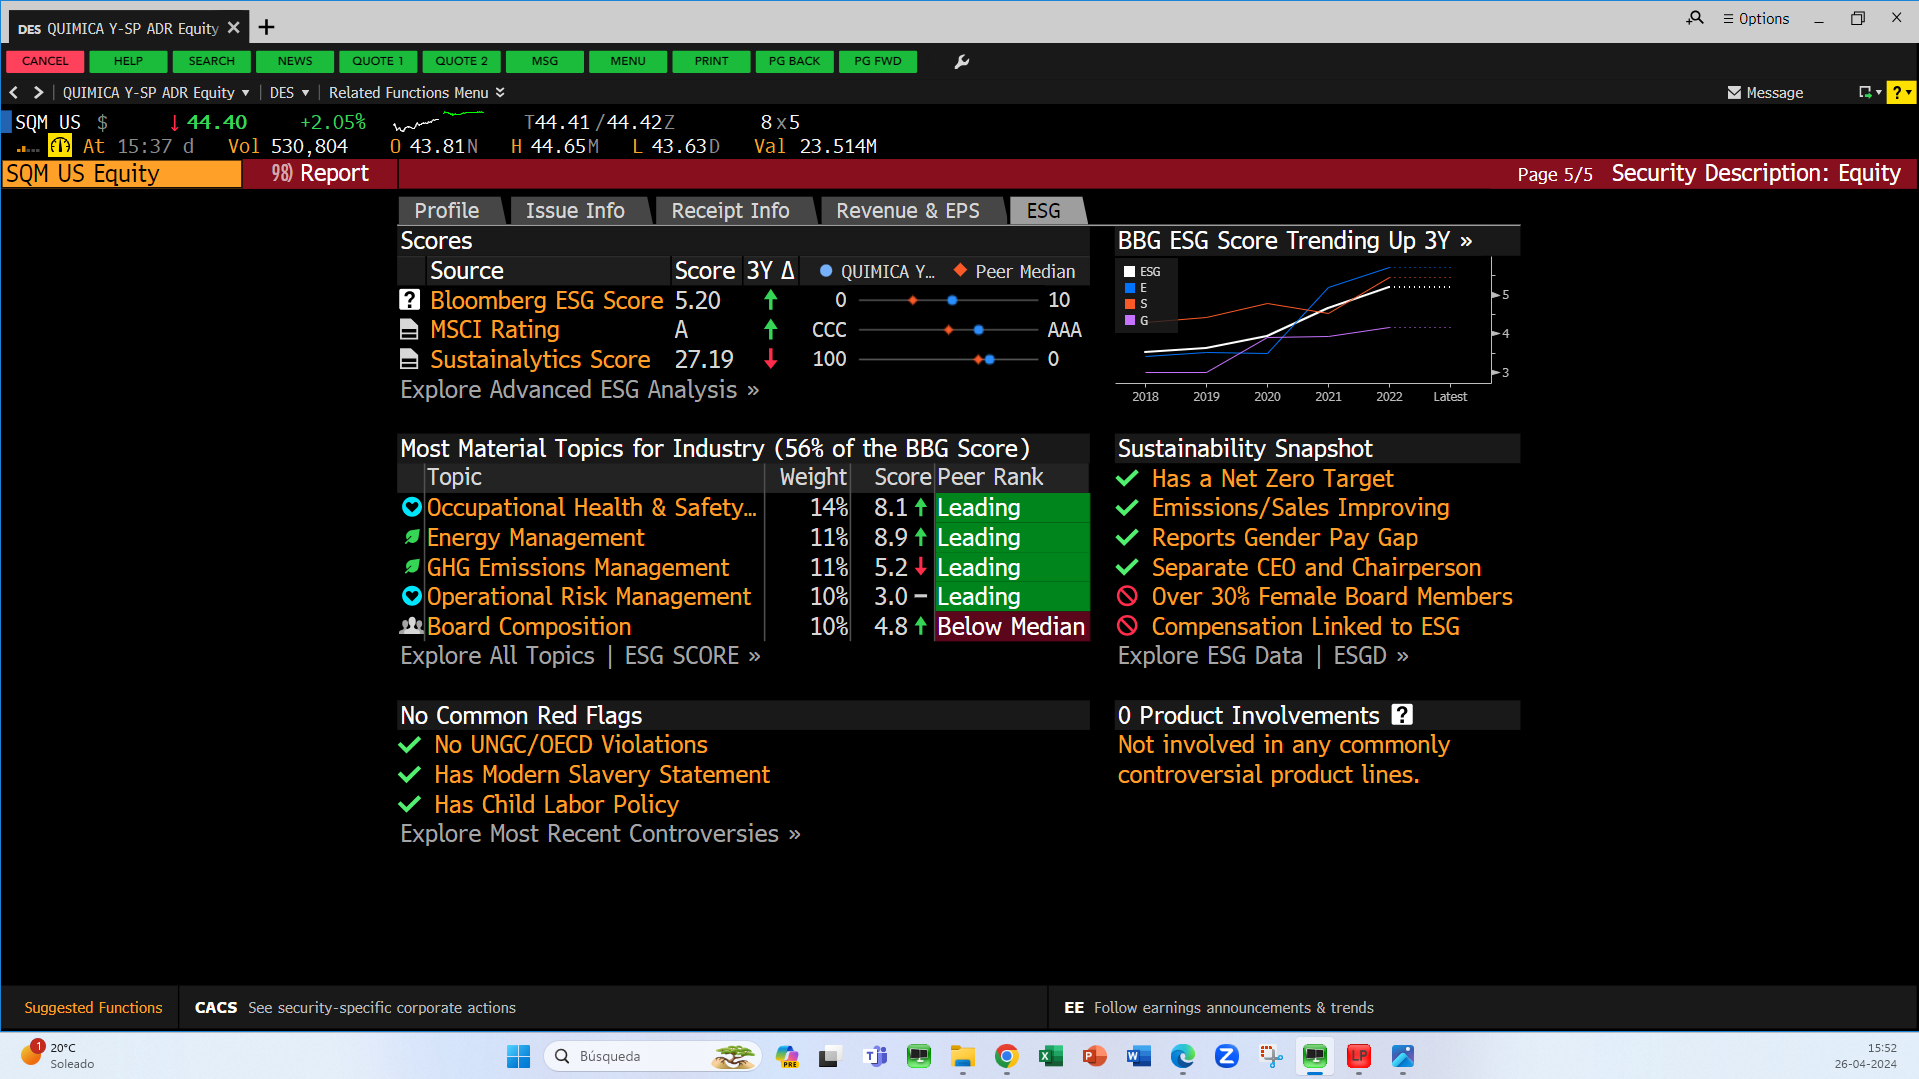 DES QUIMICA Y-SP ADR Equity
Options
CANCEL HELP SEARCH NEWS QUOTE 1 QUOTE 2 MSG MENU PRINT PG BACK PG FWD
QUIMICA Y-SP ADR Equity DES Related Functions Menu Message ?
SQM US $ ↓ 44.40 +2.05% T44.41 /44.42Z 8x5
At 15:37 d Vol 530,804 O 43.81N H 44.65M L 43.63D Val 23.514M
SQM US Equity 98) Report Page 5/5 Security Description: Equity
Profile Issue Info Receipt Info Revenue & EPS ESG
Scores
Source Score 3Y Δ QUIMICA Y... Peer Median
? Bloomberg ESG Score 5.20 ↑ 0 10
MSCI Rating A ↑ CCC AAA
Sustainalytics Score 27.19 ↓ 100 0
Explore Advanced ESG Analysis »
BBG ESG Score Trending Up 3Y »
ESG
E
S
G
5
4
3
2018 2019 2020 2021 2022 Latest
Most Material Topics for Industry (56% of the BBG Score)
Topic Weight Score Peer Rank
Occupational Health & Safety... 14% 8.1 ↑ Leading
Energy Management 11% 8.9 ↑ Leading
GHG Emissions Management 11% 5.2 ↓ Leading
Operational Risk Management 10% 3.0 – Leading
Board Composition 10% 4.8 ↑ Below Median
Explore All Topics | ESG SCORE »
Sustainability Snapshot
Has a Net Zero Target
Emissions/Sales Improving
Reports Gender Pay Gap
Separate CEO and Chairperson
Over 30% Female Board Members
Compensation Linked to ESG
Explore ESG Data | ESGD »
No Common Red Flags
No UNGC/OECD Violations
Has Modern Slavery Statement
Has Child Labor Policy
Explore Most Recent Controversies »
0 Product Involvements ?
Not involved in any commonly
controversial product lines.
Suggested Functions CACS See security-specific corporate actions EE Follow earnings announcements & trends
1 20°C
Soleado
Búsqueda
PRE
LP
15:52
26-04-2024